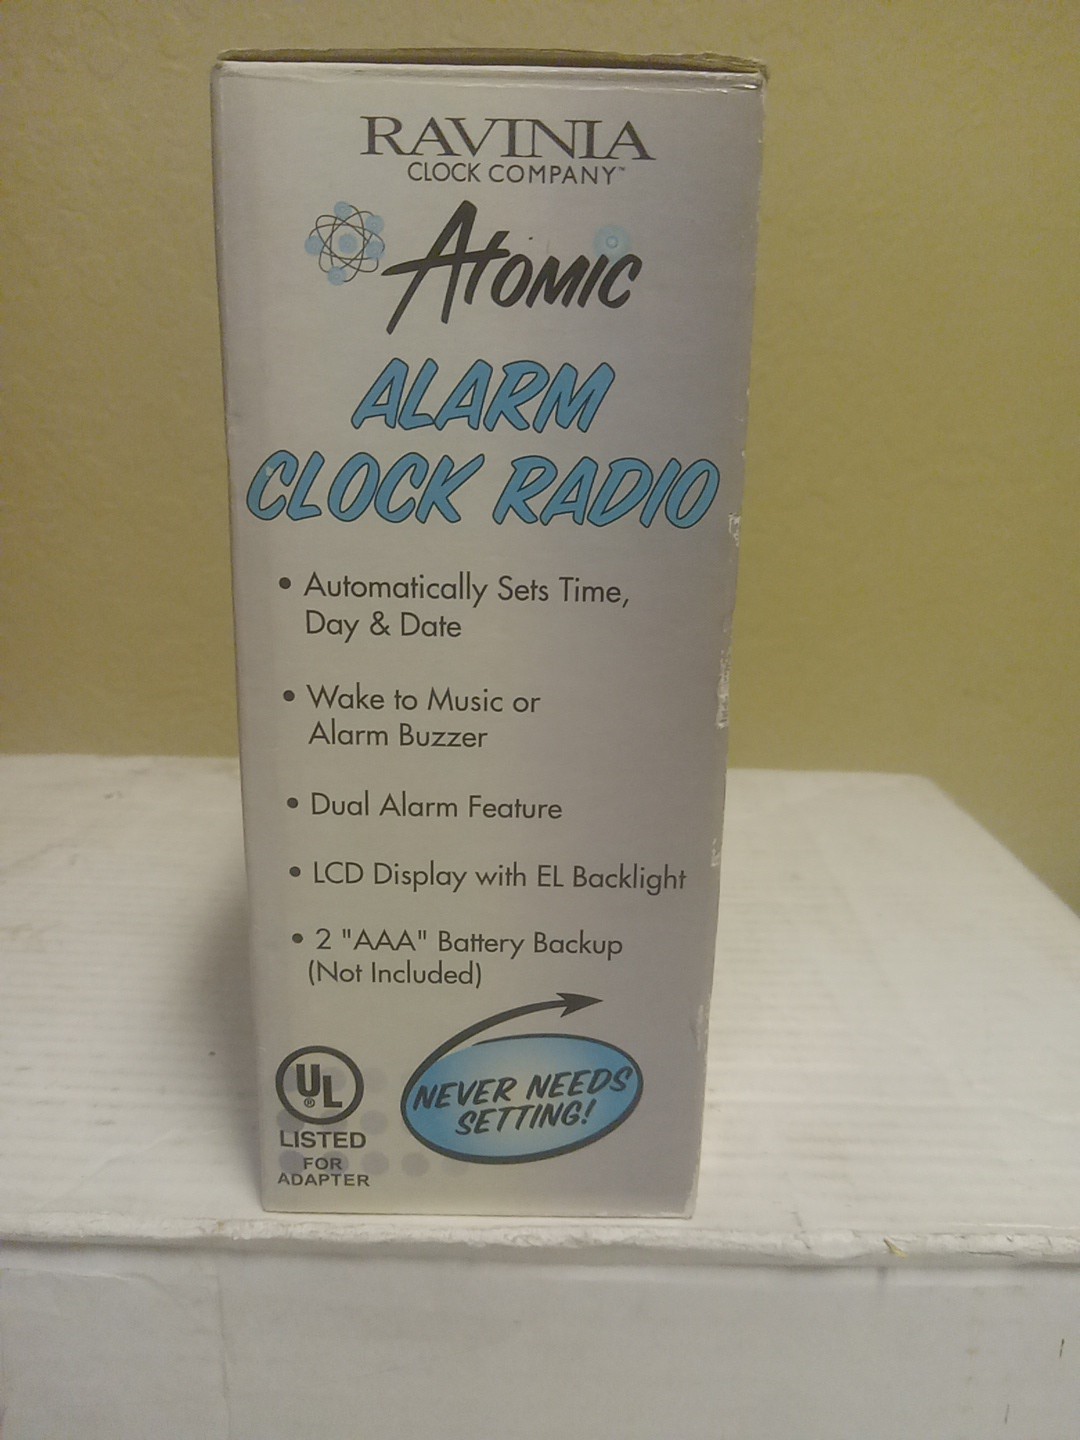 RAVINIA
CLOCK COMPANY™
Atomic
ALARM
CLOCK RADIO
• Automatically Sets Time,
Day & Date
• Wake to Music or
Alarm Buzzer
• Dual Alarm Feature
• LCD Display with EL Backlight
• 2 "AAA" Battery Backup
(Not Included)
NEVER NEEDS
SETTING!
UL®
LISTED
FOR
ADAPTER